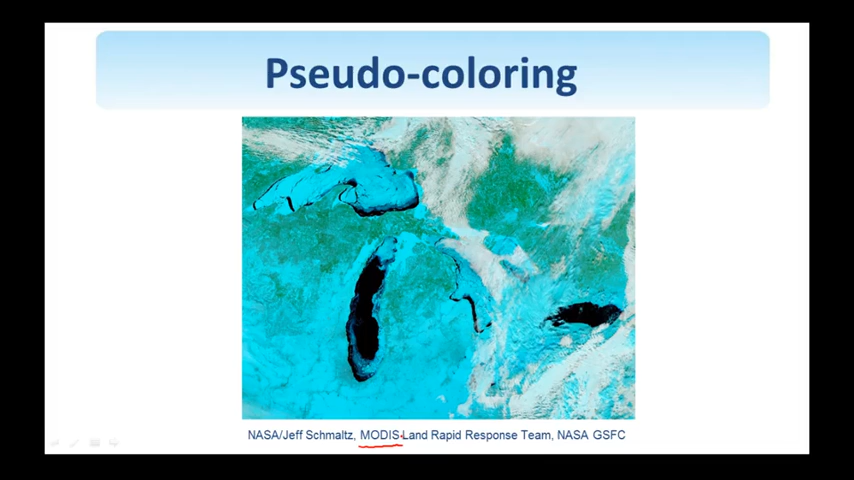 Pseudo-coloring
NASA/Jeff Schmaltz, MODIS Land Rapid Response Team, NASA GSFC